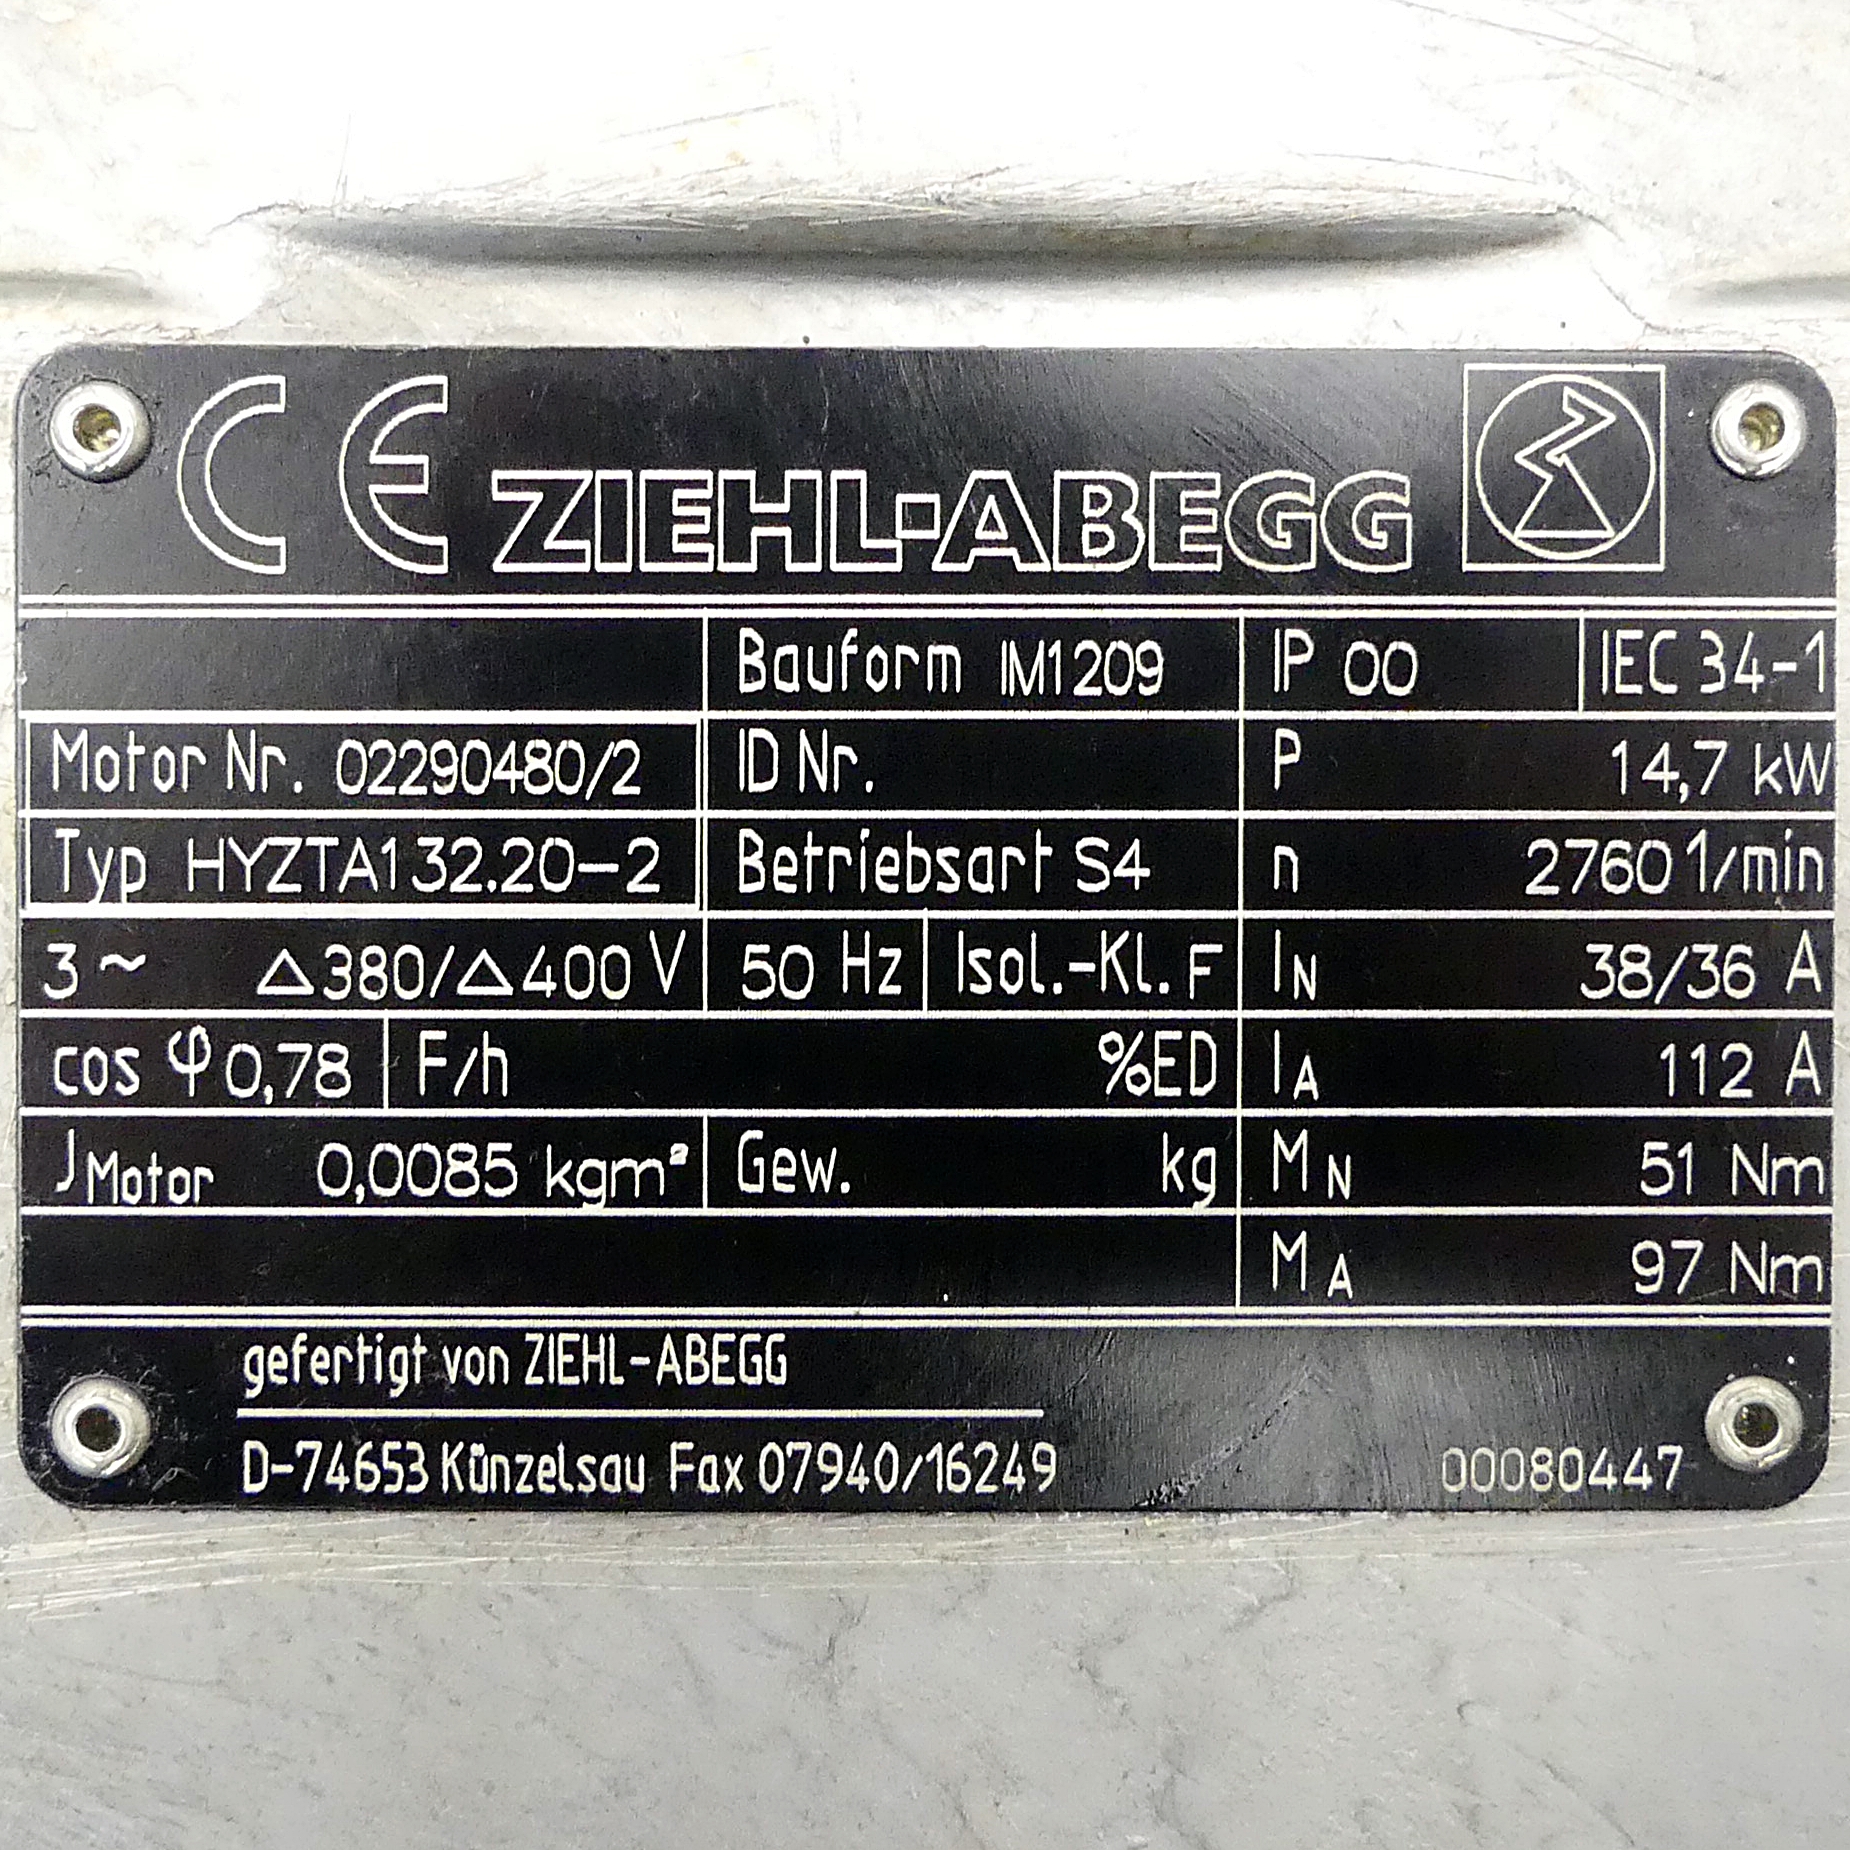 CE ZIEHL-ABEGG
Bauform IM1209 IP 00 IEC 34-1
Motor Nr. 02290480/2 ID Nr. P 14,7 kW
Typ HYZTA132.20-2 Betriebsart S4 n 2760 1/min
3~ △380/△400 V 50 Hz Isol.-Kl. F IN 38/36 A
cos φ 0,78 F/h %ED IA 112 A
JMotor 0,0085 kgm² Gew. kg MN 51 Nm
MA 97 Nm
gefertigt von ZIEHL-ABEGG
D-74653 Künzelsau Fax 07940/16249
00080447